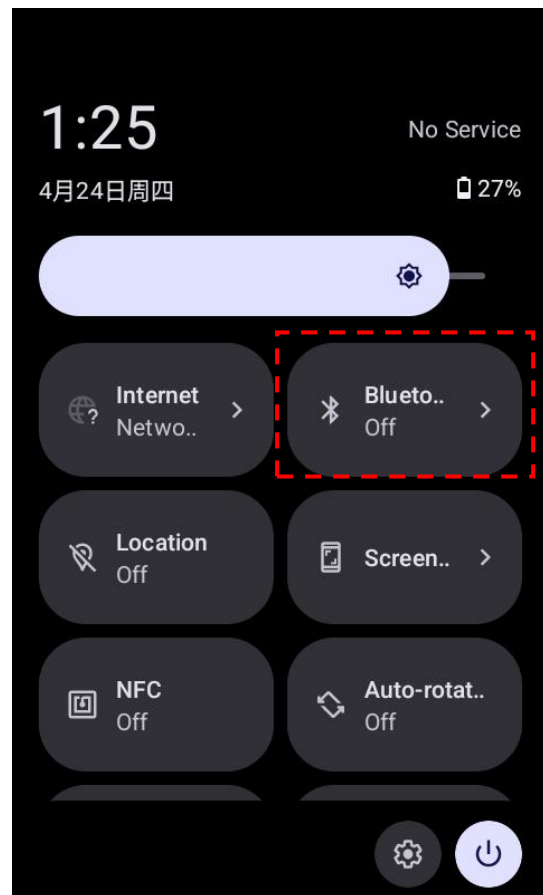 1:25
No Service
4月24日周四
27%
Internet
Netwo..
Blueto..
Off
Location
Off
Screen..
NFC
Off
Auto-rotat..
Off